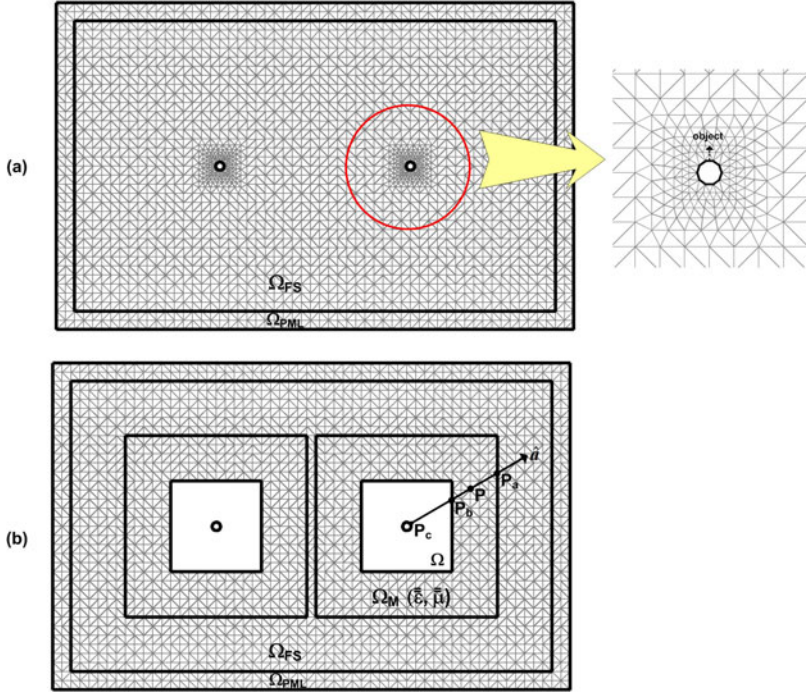 (a)
object
Ω_FS
Ω_PML
(b)
â
P_a
P
P_b
P_c
Ω
Ω_M (ε̿, μ̿)
Ω_FS
Ω_PML